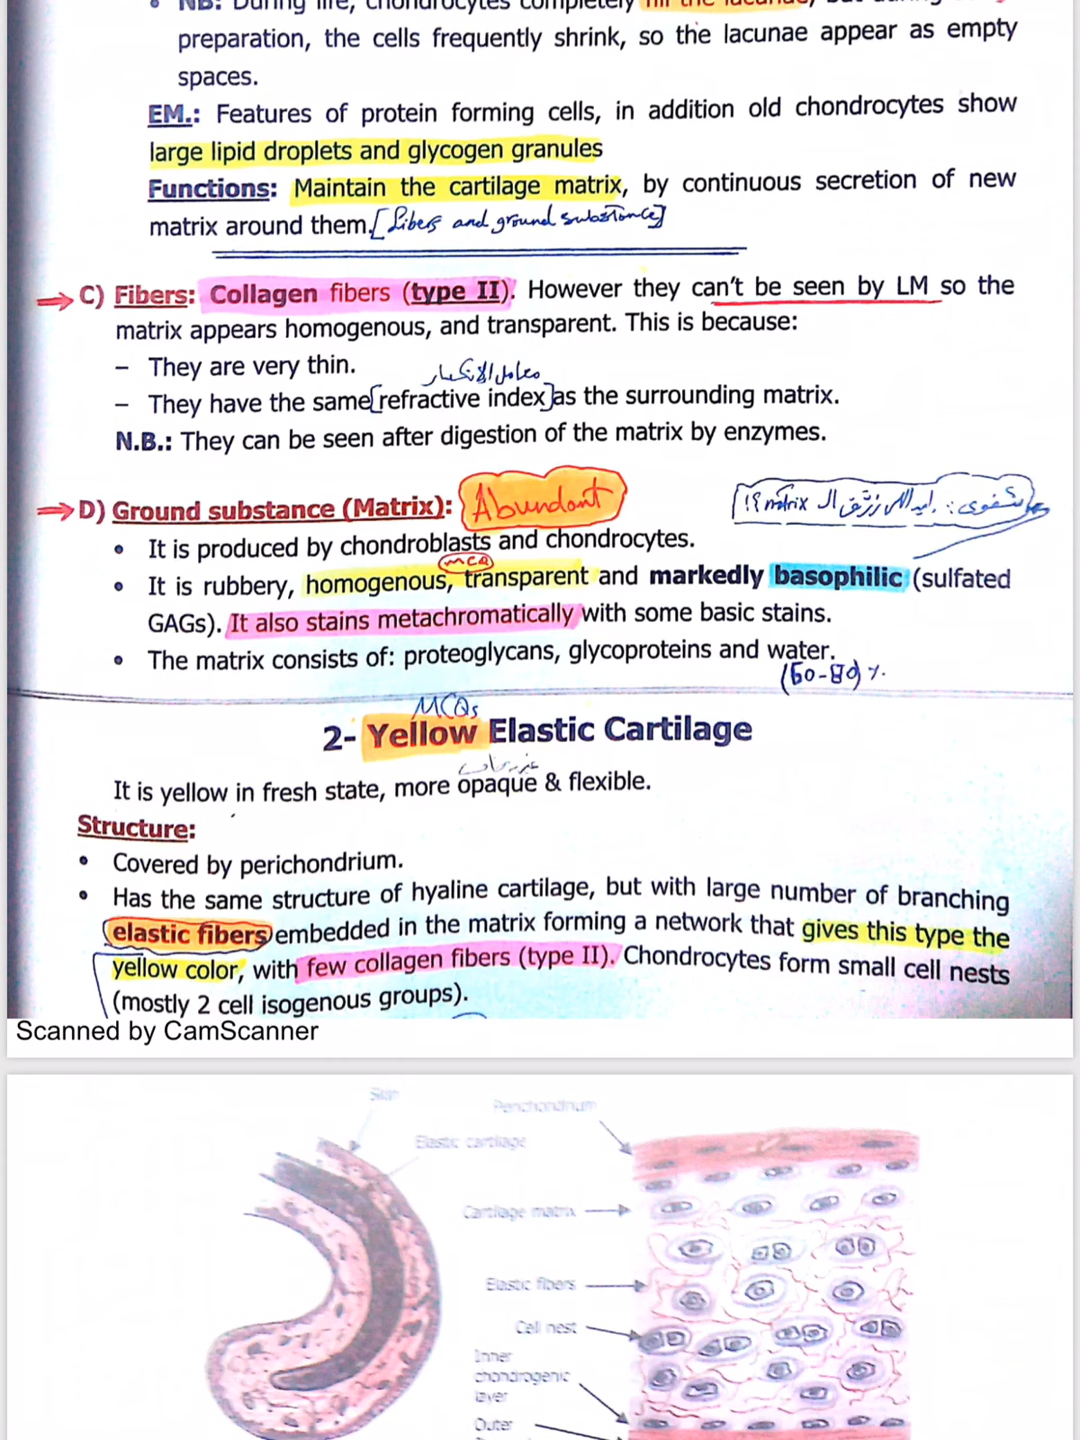 • NB: During life, chondrocytes completely fill the lacunae, but during
preparation, the cells frequently shrink, so the lacunae appear as empty
spaces.
EM.: Features of protein forming cells, in addition old chondrocytes show
large lipid droplets and glycogen granules
Functions: Maintain the cartilage matrix, by continuous secretion of new
matrix around them. [fibers and ground substance]
C) Fibers: Collagen fibers (type II). However they can't be seen by LM so the
matrix appears homogenous, and transparent. This is because:
– They are very thin.
معامل الانكسار
– They have the same [refractive index] as the surrounding matrix.
N.B.: They can be seen after digestion of the matrix by enzymes.
D) Ground substance (Matrix): Abundant
matrix ؟!
• It is produced by chondroblasts and chondrocytes.
MCQ
• It is rubbery, homogenous, transparent and markedly basophilic (sulfated
GAGs). It also stains metachromatically with some basic stains.
• The matrix consists of: proteoglycans, glycoproteins and water.
(60-80)%
MCQs
2- Yellow Elastic Cartilage
It is yellow in fresh state, more opaque & flexible.
Structure:
• Covered by perichondrium.
• Has the same structure of hyaline cartilage, but with large number of branching
elastic fibers embedded in the matrix forming a network that gives this type the
yellow color, with few collagen fibers (type II). Chondrocytes form small cell nests
(mostly 2 cell isogenous groups).
Scanned by CamScanner
Skin
Perichondrium
Elastic cartilage
Cartilage matrix
Elastic fibers
Cell nest
Inner
chondrogenic
layer
Outer